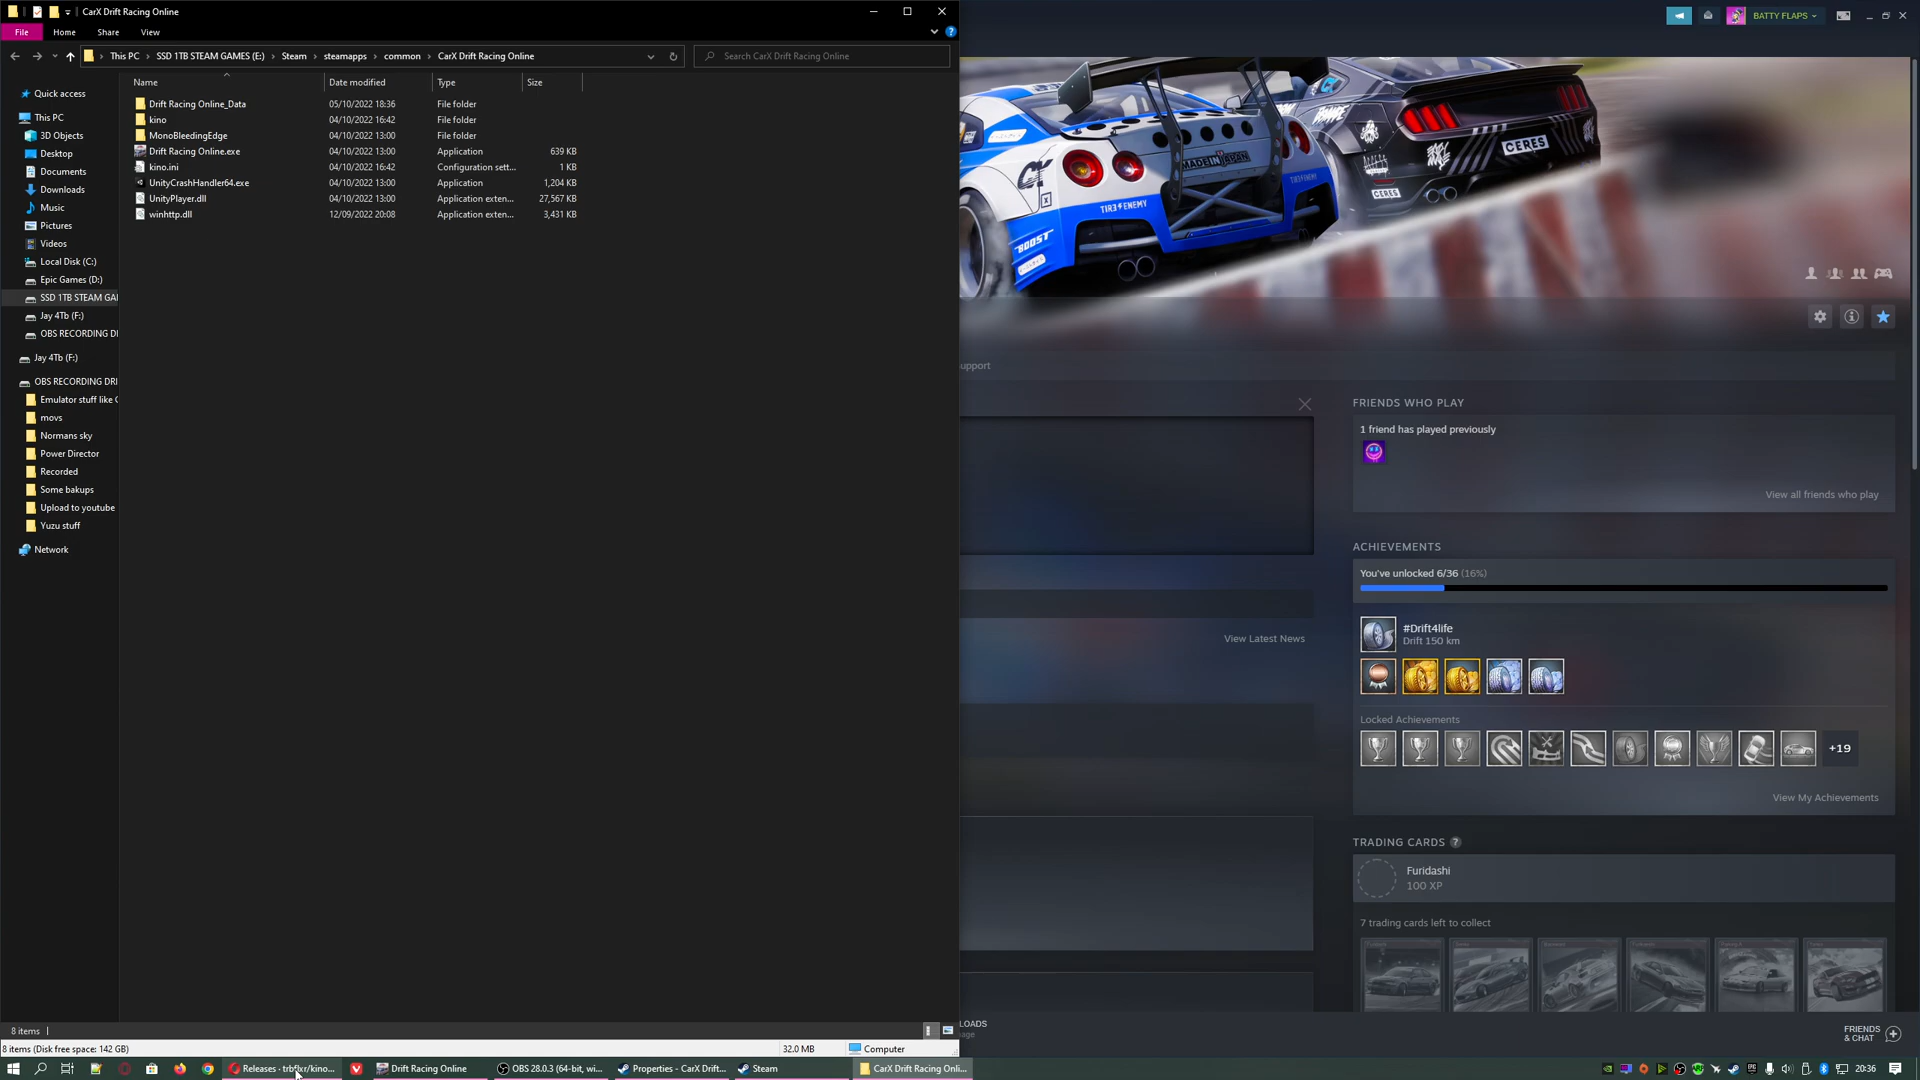 CarX Drift Racing Online
File
Home
Share
View
This PC
SSD 1TB STEAM GAMES (E:)
Steam
steamapps
common
CarX Drift Racing Online
Search CarX Drift Racing Online
Name
Date modified
Type
Size
Drift Racing Online_Data 05/10/2022 18:36 File folder
kino 04/10/2022 16:42 File folder
MonoBleedingEdge 04/10/2022 13:00 File folder
Drift Racing Online.exe 04/10/2022 13:00 Application 639 KB
kino.ini 04/10/2022 16:42 Configuration sett... 1 KB
UnityCrashHandler64.exe 04/10/2022 13:00 Application 1,204 KB
UnityPlayer.dll 04/10/2022 13:00 Application exten... 27,567 KB
winhttp.dll 12/09/2022 20:08 Application exten... 3,431 KB
Quick access
This PC
3D Objects
Desktop
Documents
Downloads
Music
Pictures
Videos
Local Disk (C:)
Epic Games (D:)
SSD 1TB STEAM GA
Jay 4Tb (F:)
OBS RECORDING D
Jay 4Tb (F:)
OBS RECORDING DRI
Emulator stuff like
movs
Normans sky
Power Director
Recorded
Some bakups
Upload to youtube
Yuzu stuff
Network
8 items
8 items (Disk free space: 142 GB)
32.0 MB
Computer
BATTY FLAPS
MADE IN JAPAN
TIRE ENEMY
BOOST
CERES
CERES
CERES
upport
FRIENDS WHO PLAY
1 friend has played previously
View all friends who play
ACHIEVEMENTS
You've unlocked 6/36 (16%)
#Drift4life
Drift 150 km
Locked Achievements
+19
View My Achievements
View Latest News
TRADING CARDS ?
Furidashi
100 XP
7 trading cards left to collect
LOADS
FRIENDS
& CHAT
Releases · trbflxr/kino...
Drift Racing Online
OBS 28.0.3 (64-bit, wi...
Properties - CarX Drift...
Steam
CarX Drift Racing Onli...
20:36